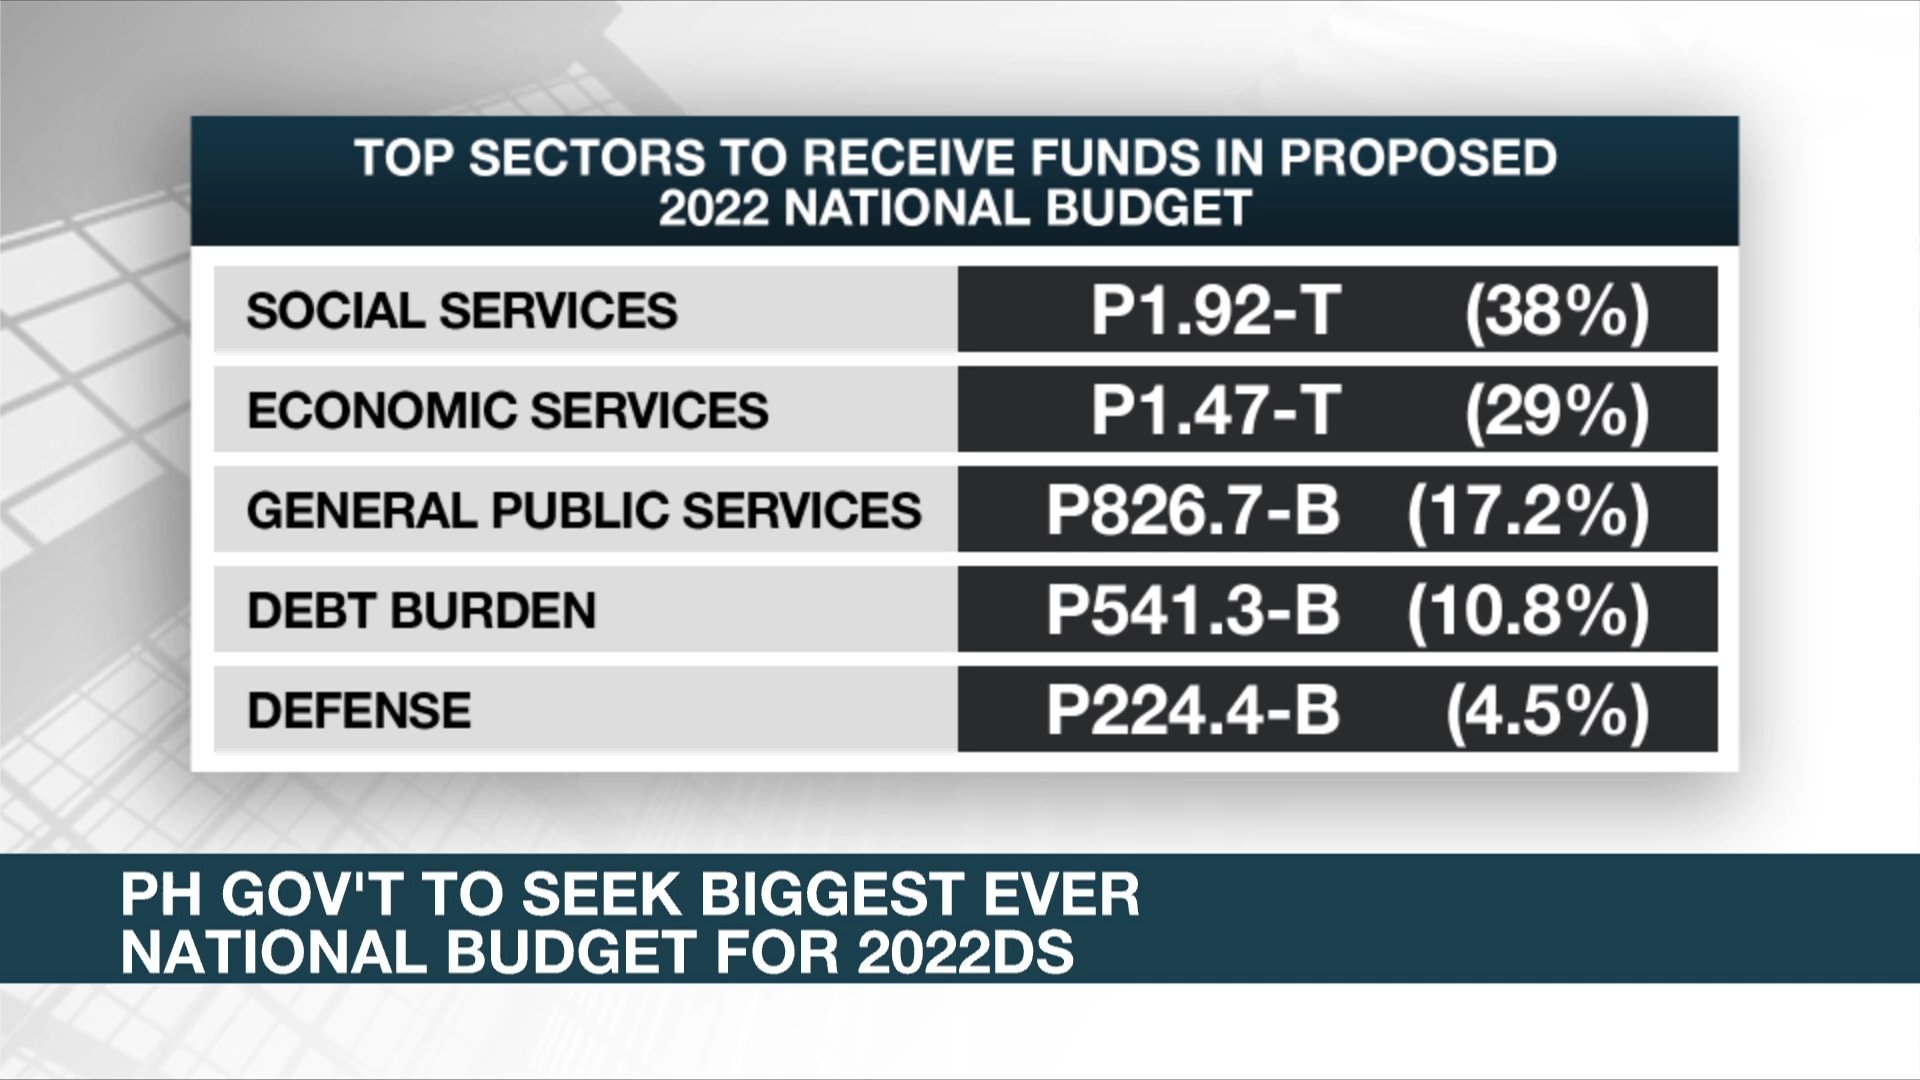 TOP SECTORS TO RECEIVE FUNDS IN PROPOSED
2022 NATIONAL BUDGET
SOCIAL SERVICES P1.92-T (38%)
ECONOMIC SERVICES P1.47-T (29%)
GENERAL PUBLIC SERVICES P826.7-B (17.2%)
DEBT BURDEN P541.3-B (10.8%)
DEFENSE P224.4-B (4.5%)
PH GOV'T TO SEEK BIGGEST EVER
NATIONAL BUDGET FOR 2022DS